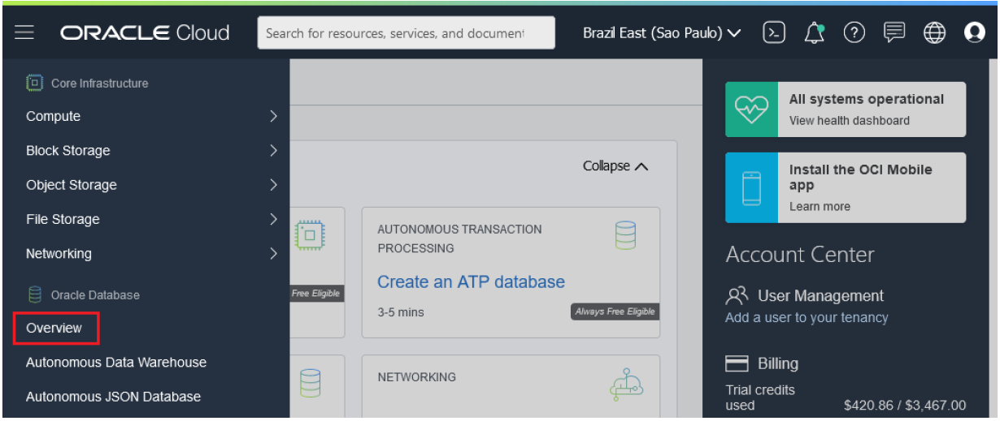 ORACLE Cloud
Search for resources, services, and document
Brazil East (Sao Paulo)
Core Infrastructure
Compute
Block Storage
Object Storage
File Storage
Networking
Oracle Database
Overview
Autonomous Data Warehouse
Autonomous JSON Database
Collapse
Free Eligible
AUTONOMOUS TRANSACTION
PROCESSING
Create an ATP database
3-5 mins
Always Free Eligible
NETWORKING
All systems operational
View health dashboard
Install the OCI Mobile
app
Learn more
Account Center
User Management
Add a user to your tenancy
Billing
Trial credits
used
$420.86 / $3,467.00